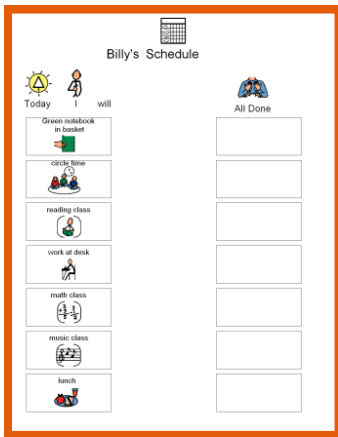 Billy's Schedule
Today I will
All Done
Green notebook
in basket
circle time
reading class
work at desk
math class
music class
lunch